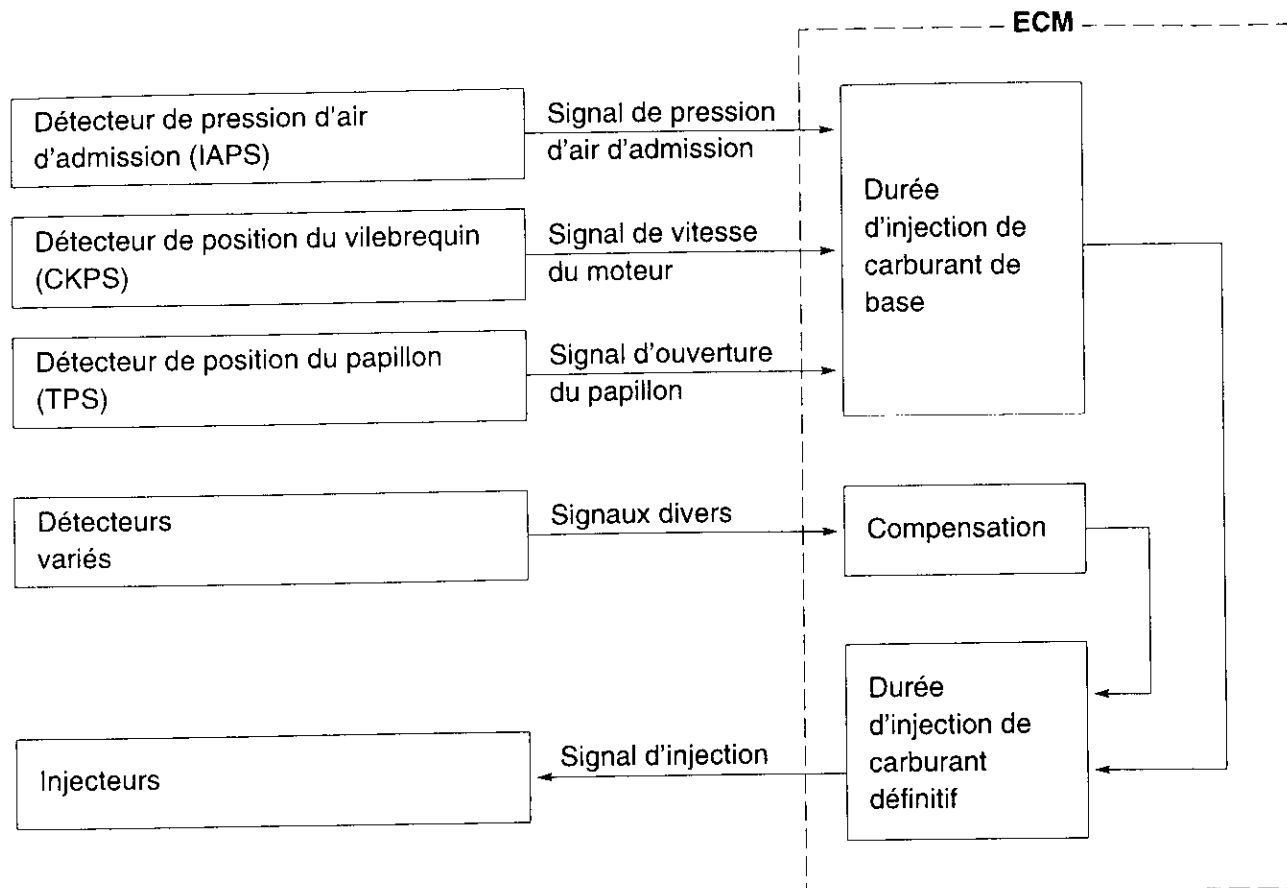 ECM
Détecteur de pression d'air
d'admission (IAPS)
Signal de pression
d'air d'admission
Détecteur de position du vilebrequin
(CKPS)
Signal de vitesse
du moteur
Détecteur de position du papillon
(TPS)
Signal d'ouverture
du papillon
Durée
d'injection de
carburant de
base
Détecteurs
variés
Signaux divers
Compensation
Injecteurs
Signal d'injection
Durée
d'injection de
carburant
définitif